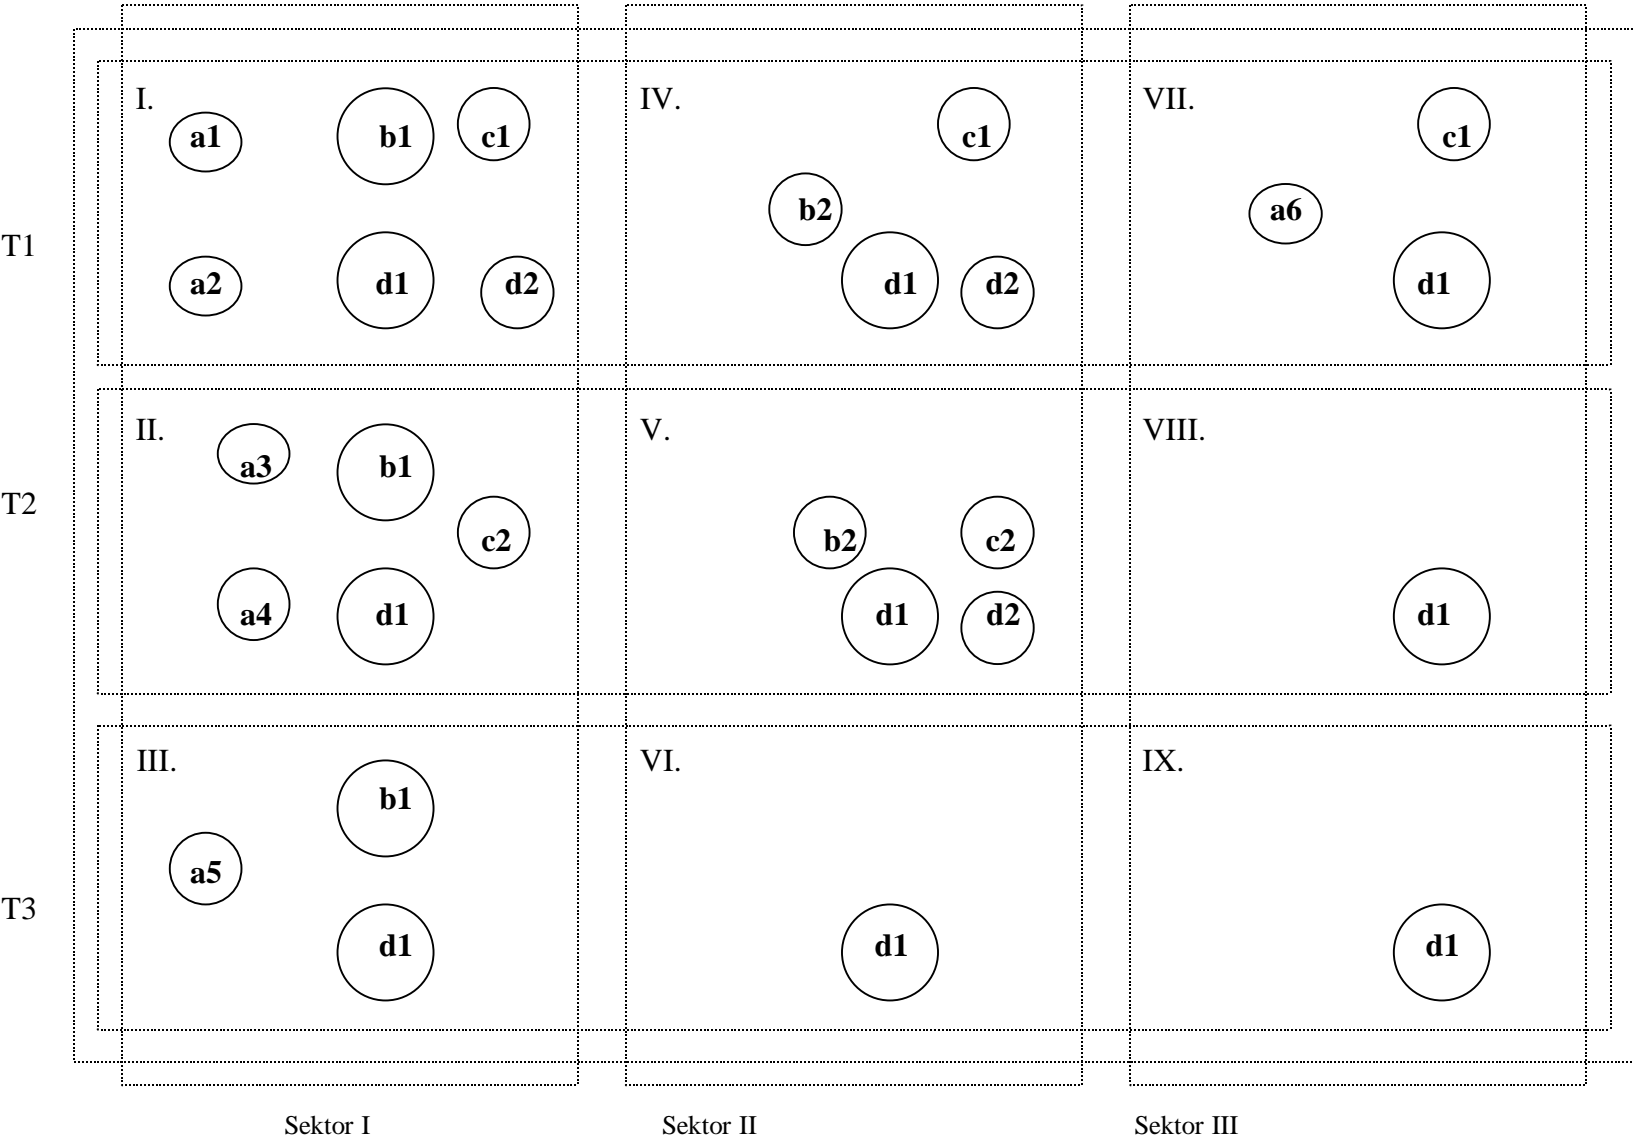 I. IV. VII.
a1 b1 c1 c1 c1
b2 a6
T1
a2 d1 d2 d1 d2 d1
II. V. VIII.
a3 b1
T2
c2 b2 c2
a4 d1 d1 d2 d1
III. VI. IX.
b1
a5
T3
d1 d1 d1
Sektor I Sektor II Sektor III